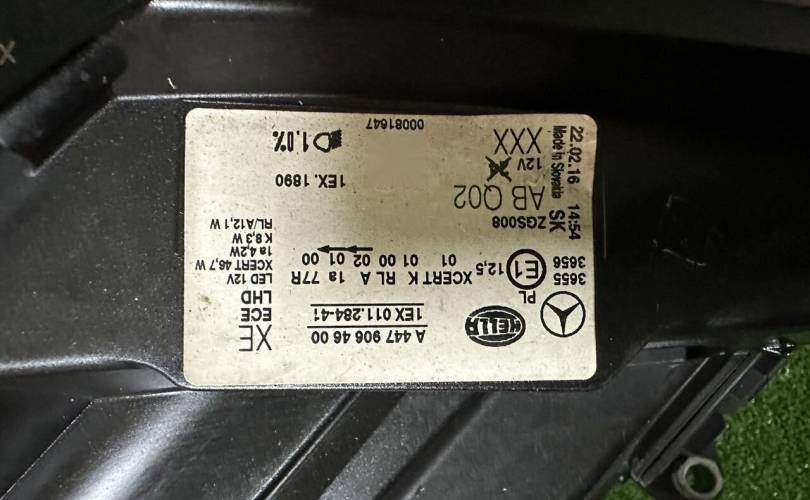 A 447 906 46 00
1EX 011.284-41
XE
ECE
LHD
HELLA
PL
E1
12,5
3655
3656
XCERT K RL A 1a 77R
01 01 00 02 01 00
LED 12V
XCERT 46,7 W
1a 4,2W
K 8,3 W
RL/A12,1 W
ZGS008
AB Q02
SK
1EX. 1890
12V
XXX
1.0%
00081647
22.02.16 14:54
Made in Slovakia
X